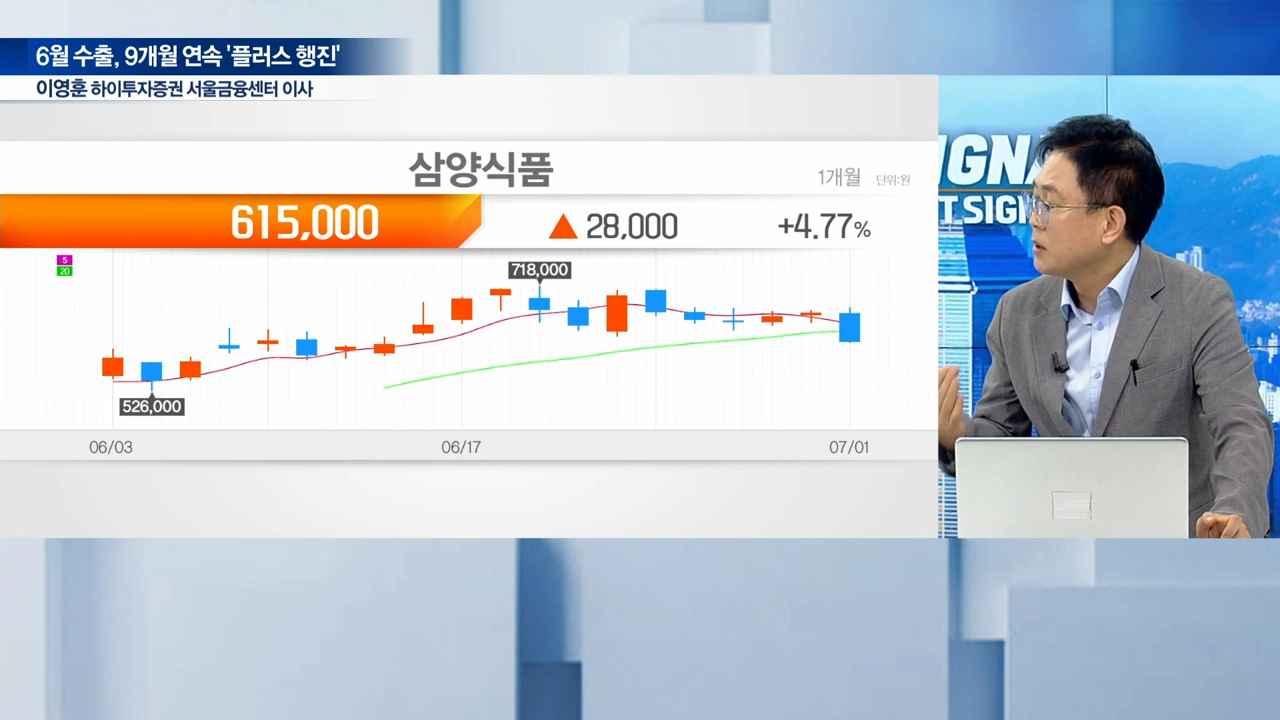 6월 수출, 9개월 연속 '플러스 행진'
이영훈 하이투자증권 서울금융센터 이사
삼양식품
1개월 단위:원
615,000 ▲ 28,000 +4.77%
5
20
718,000
526,000
06/03 06/17 07/01
IGNA
T SIGN